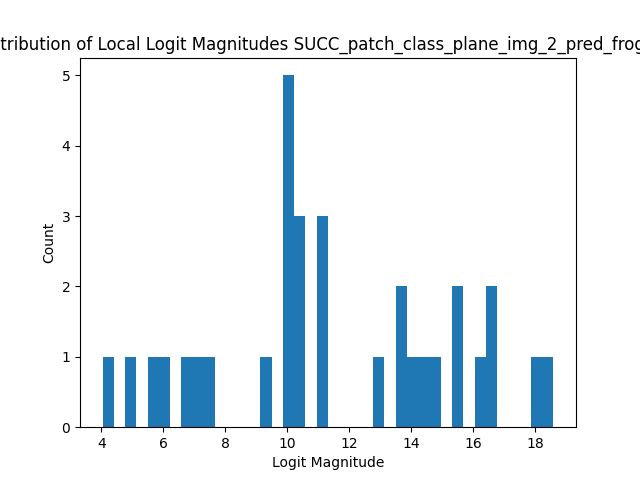 tribution of Local Logit Magnitudes SUCC_patch_class_plane_img_2_pred_frog
5
4
3
2
1
0
Count
4 6 8 10 12 14 16 18
Logit Magnitude